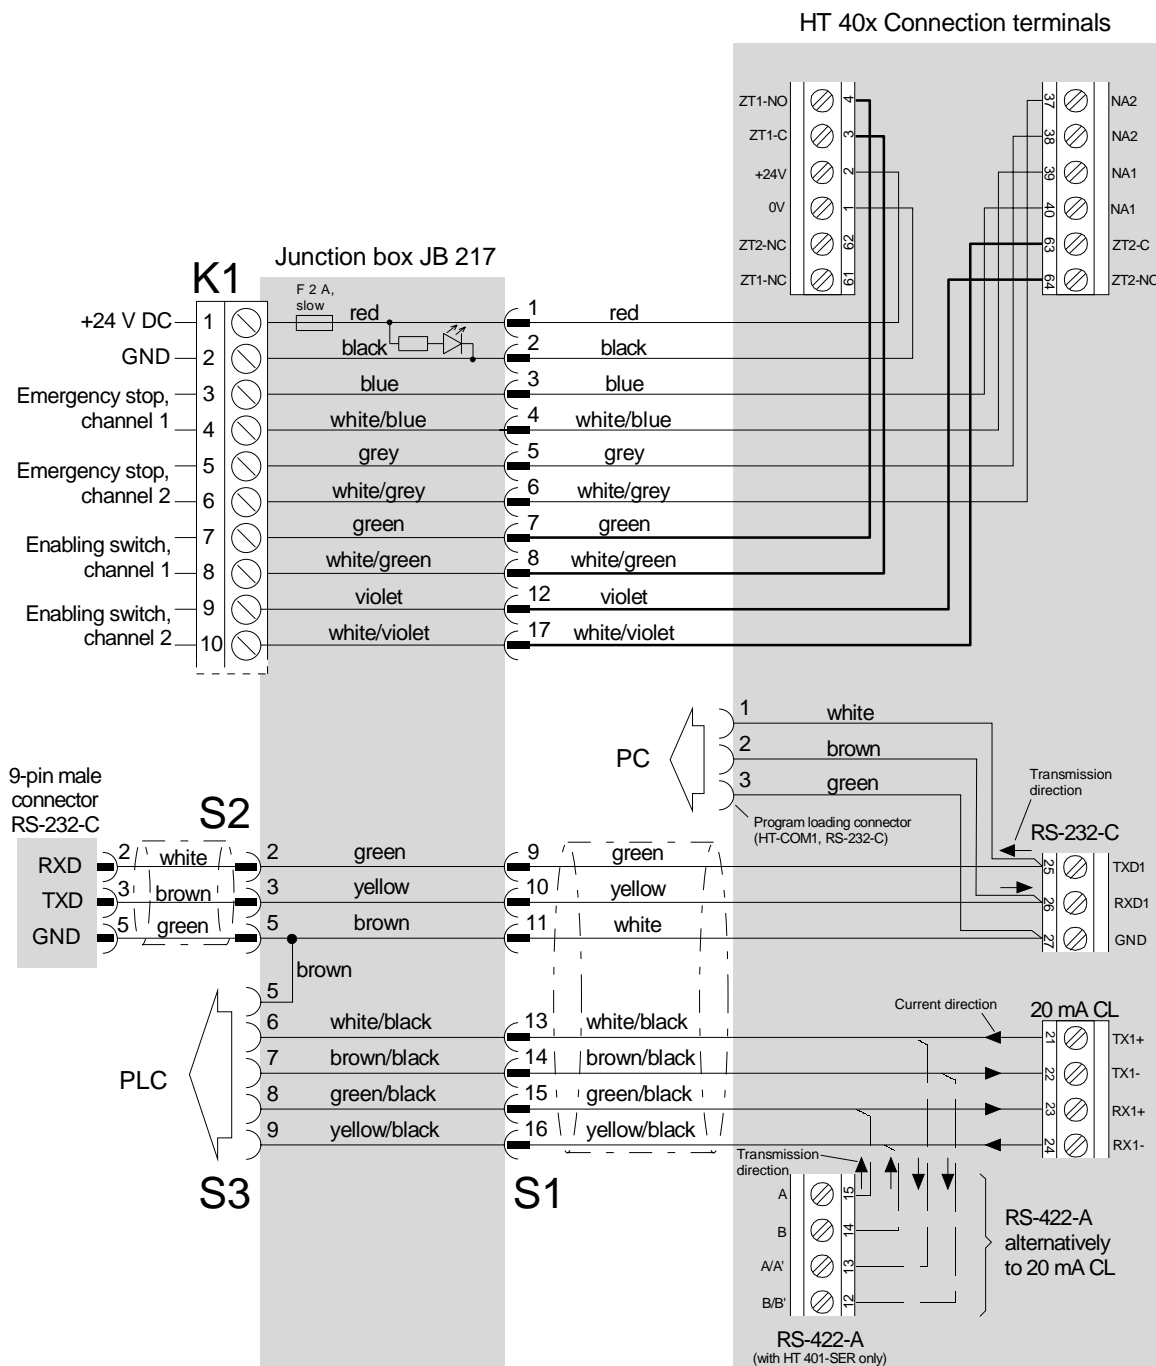 HT 40x Connection terminals
ZT1-NO 4
ZT1-C 3
+24V 2
0V 1
ZT2-NC 62
ZT1-NC 61
37 NA2
38 NA2
39 NA1
40 NA1
63 ZT2-C
64 ZT2-NO
Junction box JB 217
K1
F 2 A,
slow
+24 V DC 1 red 1 red
GND 2 black 2 black
Emergency stop,
channel 1
3 blue 3 blue
4 white/blue 4 white/blue
Emergency stop,
channel 2
5 grey 5 grey
6 white/grey 6 white/grey
Enabling switch,
channel 1
7 green 7 green
8 white/green 8 white/green
Enabling switch,
channel 2
9 violet 12 violet
10 white/violet 17 white/violet
PC
1 white
2 brown
3 green
Program loading connector
(HT-COM1, RS-232-C)
Transmission
direction
RS-232-C
9-pin male
connector
RS-232-C
S2
RXD 2 white 2 green 9 green 25 TXD1
TXD 3 brown 3 yellow 10 yellow 26 RXD1
GND 5 green 5 brown 11 white 27 GND
brown
5
Current direction
20 mA CL
PLC
6 white/black 13 white/black 21 TX1+
7 brown/black 14 brown/black 22 TX1-
8 green/black 15 green/black 23 RX1+
9 yellow/black 16 yellow/black 24 RX1-
S3
S1
Transmission
direction
A 15
B 14
A/A' 13
B/B' 12
RS-422-A
alternatively
to 20 mA CL
RS-422-A
(with HT 401-SER only)